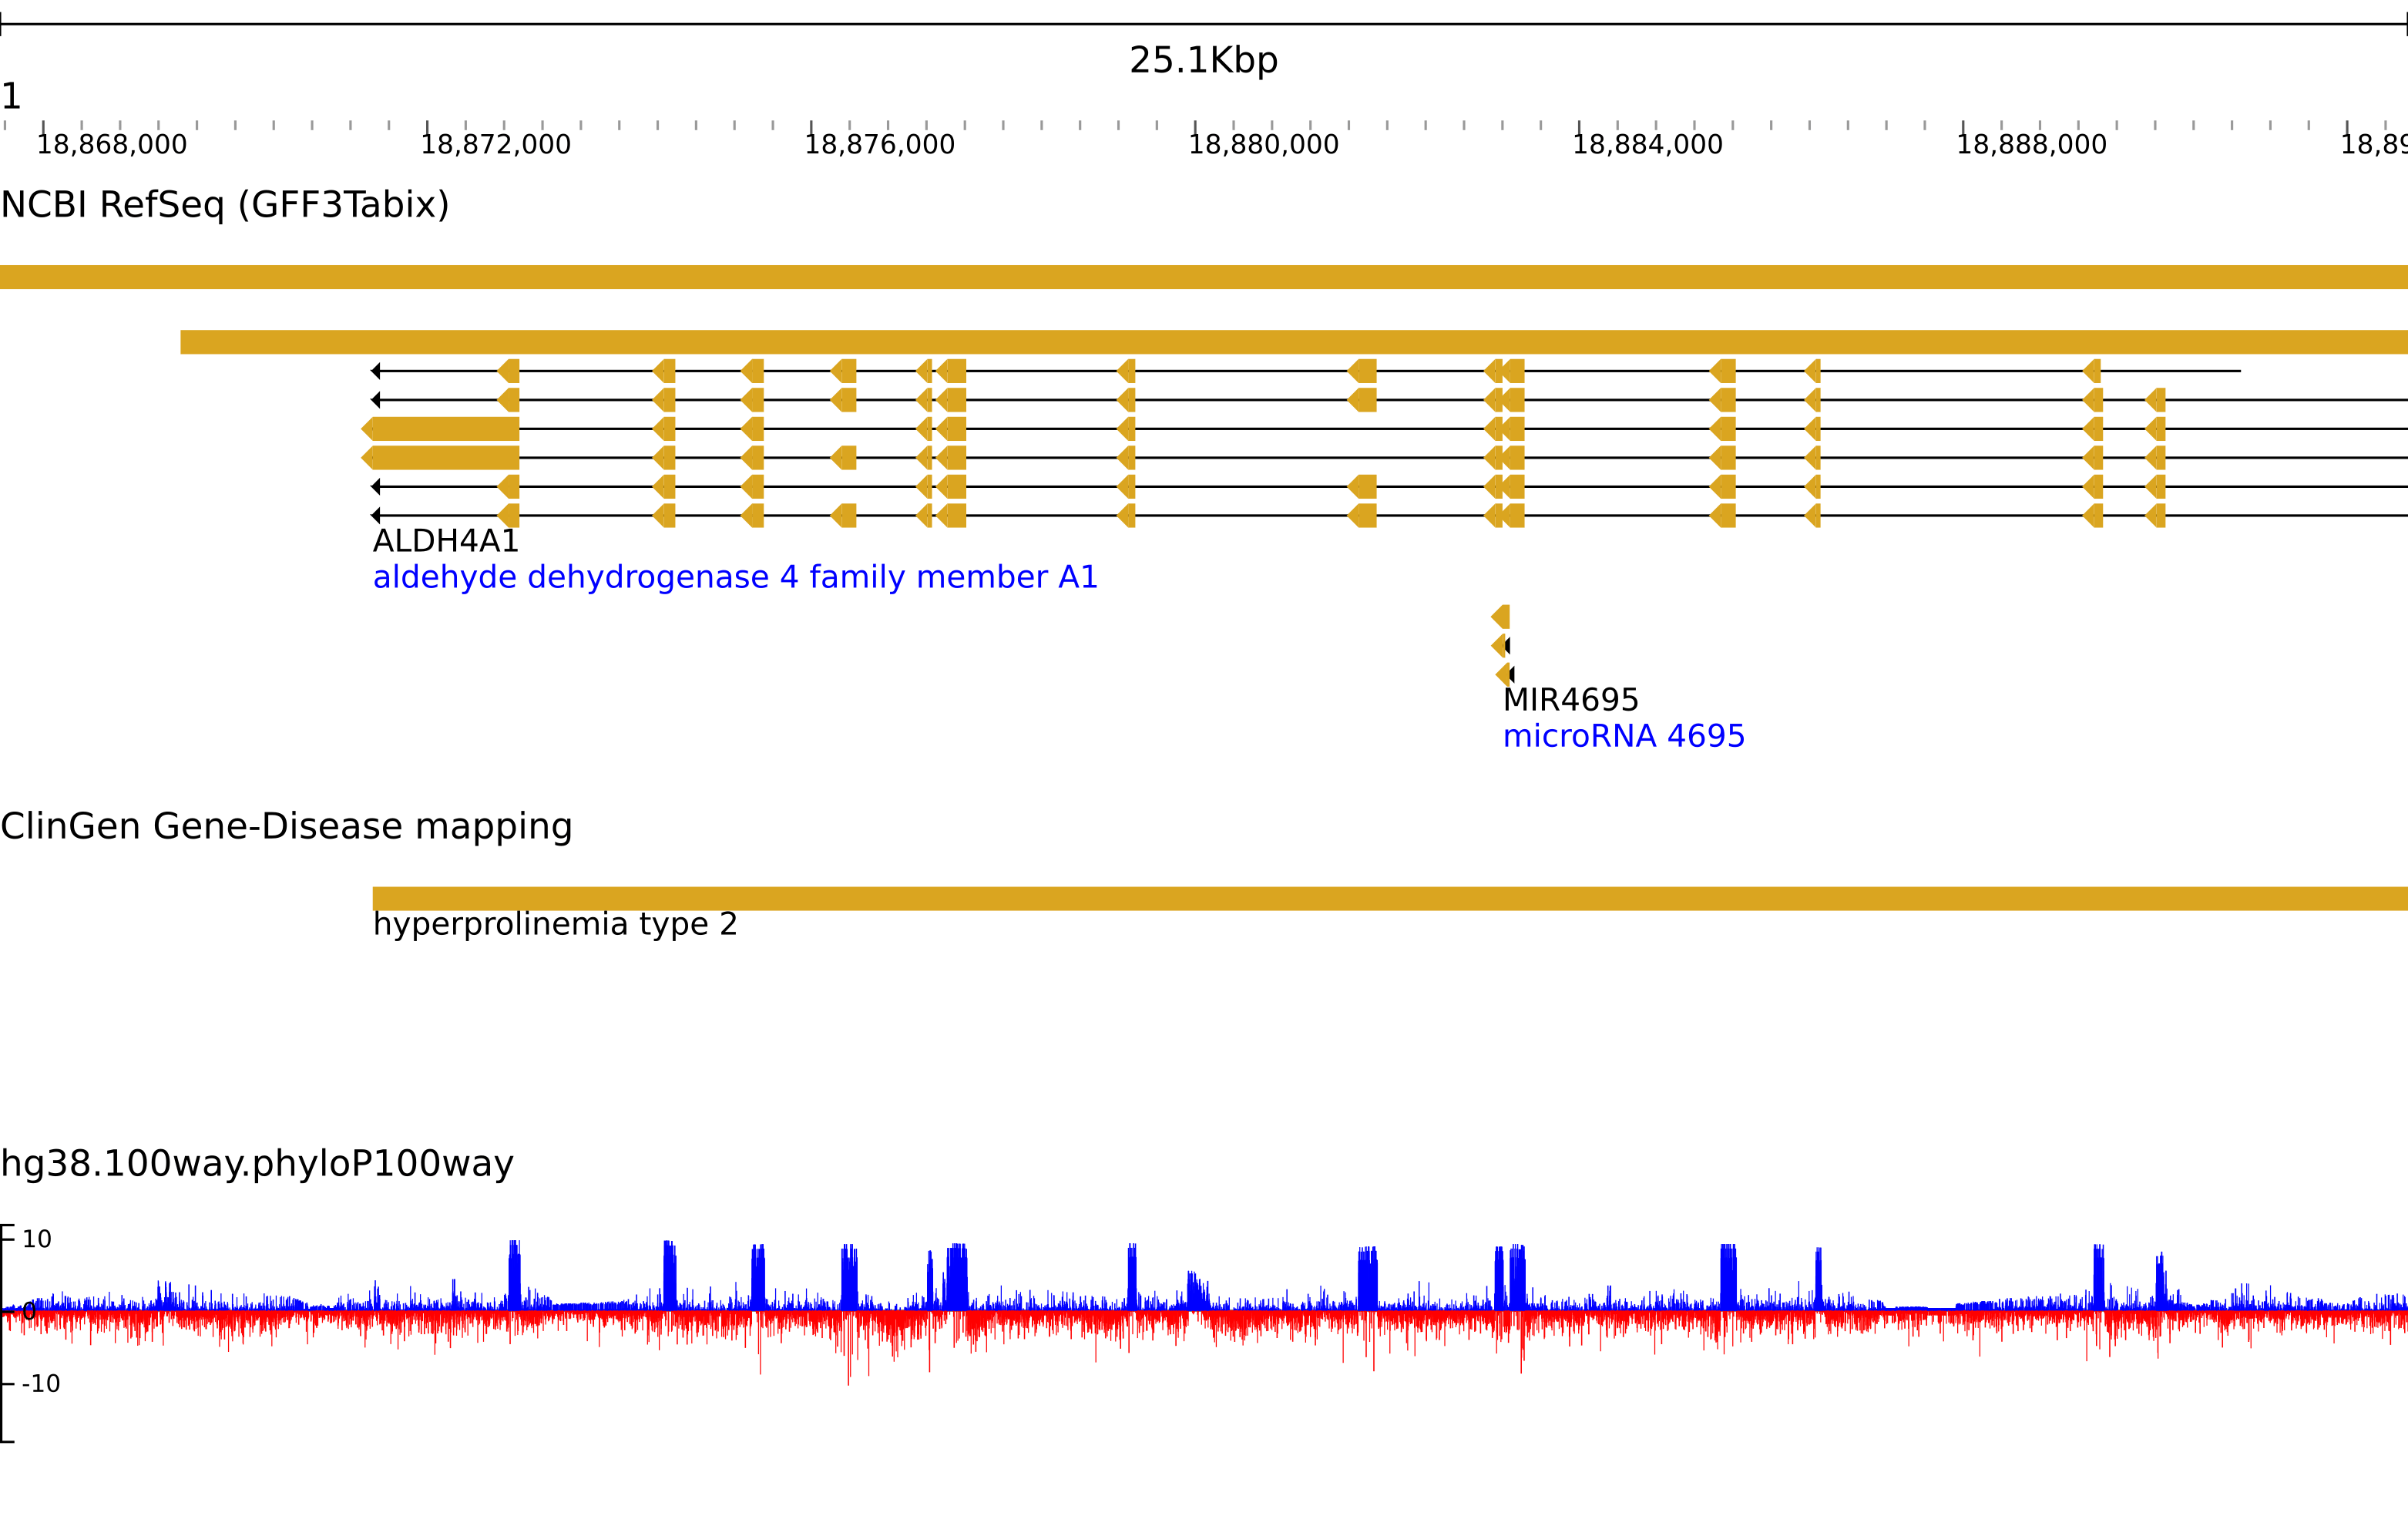 25.1Kbp
1
18,868,000 18,872,000 18,876,000 18,880,000 18,884,000 18,888,000 18,89
NCBI RefSeq (GFF3Tabix)
ALDH4A1
aldehyde dehydrogenase 4 family member A1
MIR4695
microRNA 4695
ClinGen Gene-Disease mapping
hyperprolinemia type 2
hg38.100way.phyloP100way
10
0
-10